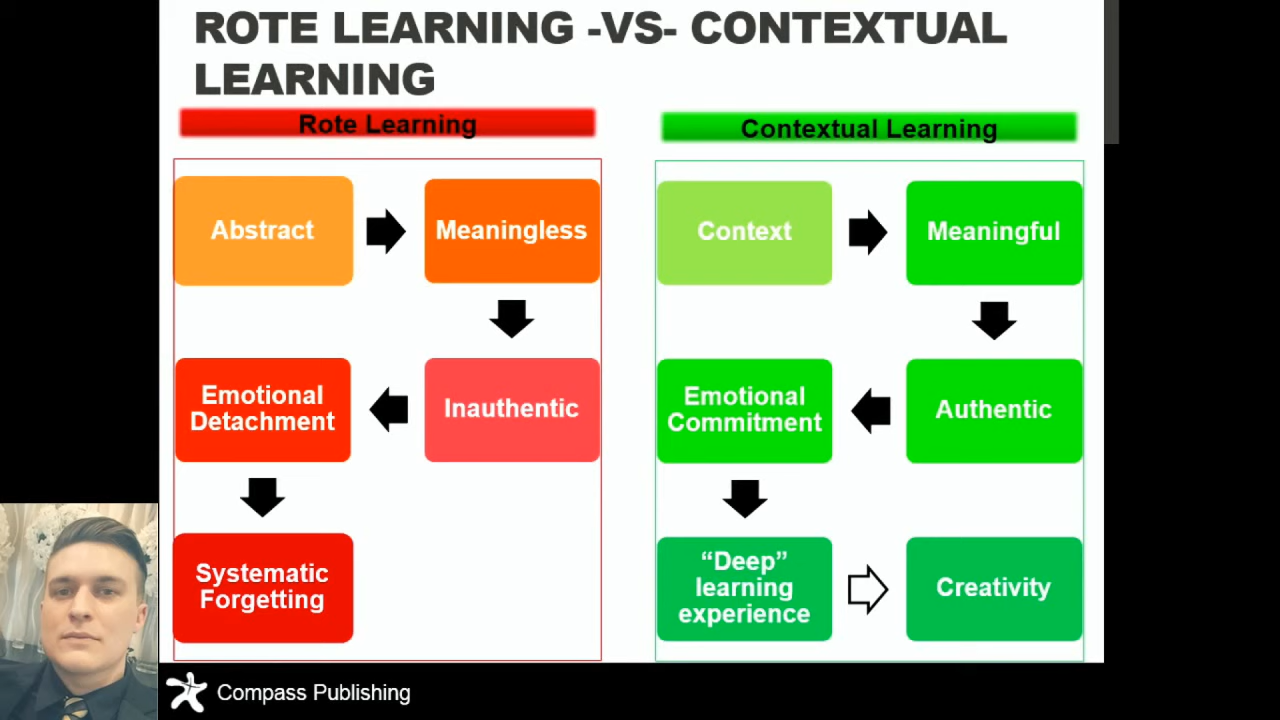 ROTE LEARNING -VS- CONTEXTUAL
LEARNING
Rote Learning
Abstract
Meaningless
Emotional
Detachment
Inauthentic
Systematic
Forgetting
Contextual Learning
Context
Meaningful
Emotional
Commitment
Authentic
“Deep”
learning
experience
Creativity
Compass Publishing